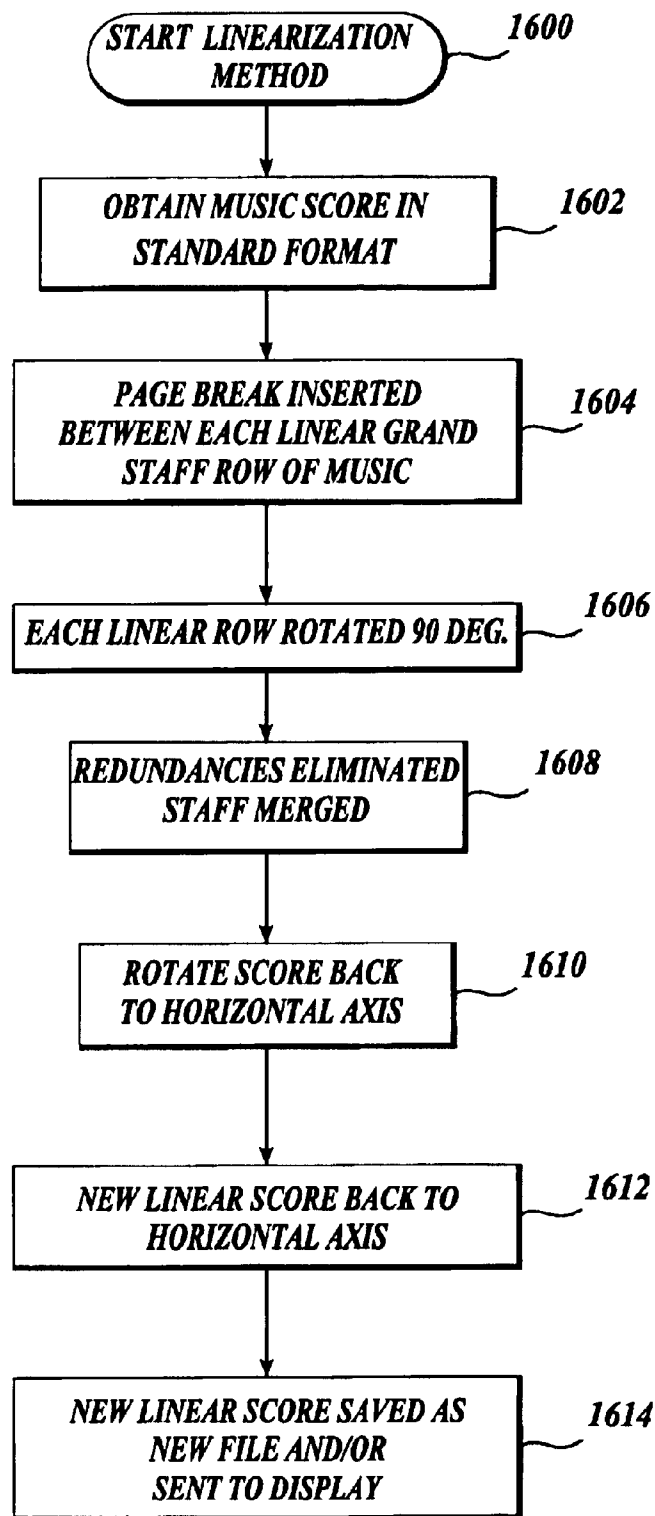 START LINEARIZATION
METHOD
1600
OBTAIN MUSIC SCORE IN
STANDARD FORMAT
1602
PAGE BREAK INSERTED
BETWEEN EACH LINEAR GRAND
STAFF ROW OF MUSIC
1604
EACH LINEAR ROW ROTATED 90 DEG.
1606
REDUNDANCIES ELIMINATED
STAFF MERGED
1608
ROTATE SCORE BACK
TO HORIZONTAL AXIS
1610
NEW LINEAR SCORE BACK TO
HORIZONTAL AXIS
1612
NEW LINEAR SCORE SAVED AS
NEW FILE AND/OR
SENT TO DISPLAY
1614